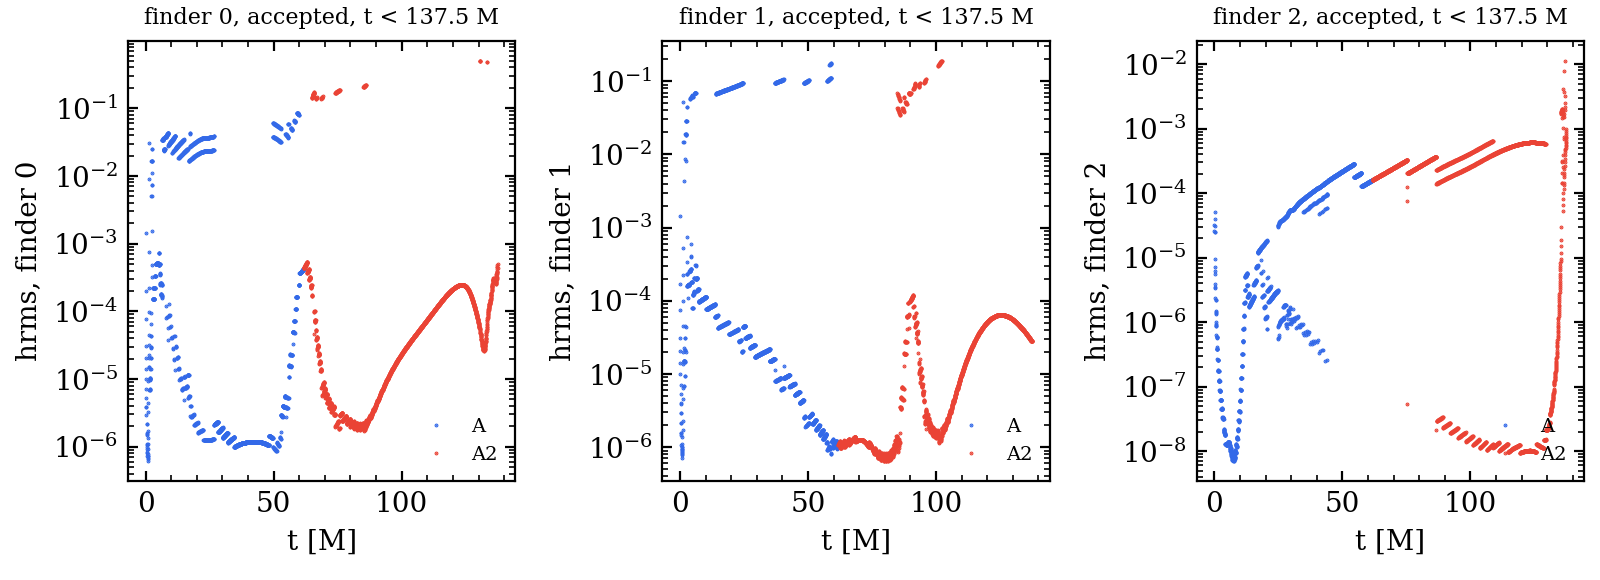 finder 0, accepted, t < 137.5 M
hrms, finder 0
10⁻¹
10⁻²
10⁻³
10⁻⁴
10⁻⁵
10⁻⁶
0 50 100
t [M]
A
A2
finder 1, accepted, t < 137.5 M
hrms, finder 1
10⁻¹
10⁻²
10⁻³
10⁻⁴
10⁻⁵
10⁻⁶
0 50 100
t [M]
A
A2
finder 2, accepted, t < 137.5 M
hrms, finder 2
10⁻²
10⁻³
10⁻⁴
10⁻⁵
10⁻⁶
10⁻⁷
10⁻⁸
0 50 100
t [M]
A
A2